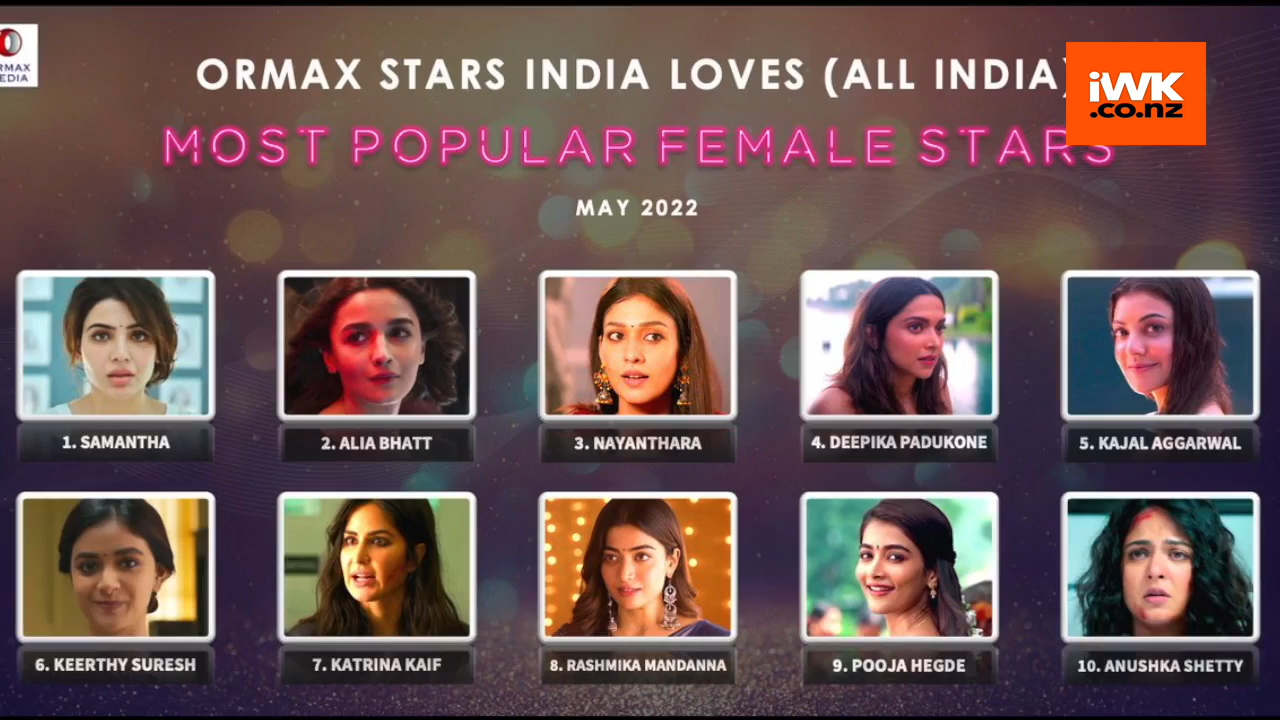 RMAX
EDIA
ORMAX STARS INDIA LOVES (ALL INDIA)
iWK
.co.nz
MOST POPULAR FEMALE STARS
MAY 2022
1. SAMANTHA
2. ALIA BHATT
3. NAYANTHARA
4. DEEPIKA PADUKONE
5. KAJAL AGGARWAL
6. KEERTHY SURESH
7. KATRINA KAIF
8. RASHMIKA MANDANNA
9. POOJA HEGDE
10. ANUSHKA SHETTY